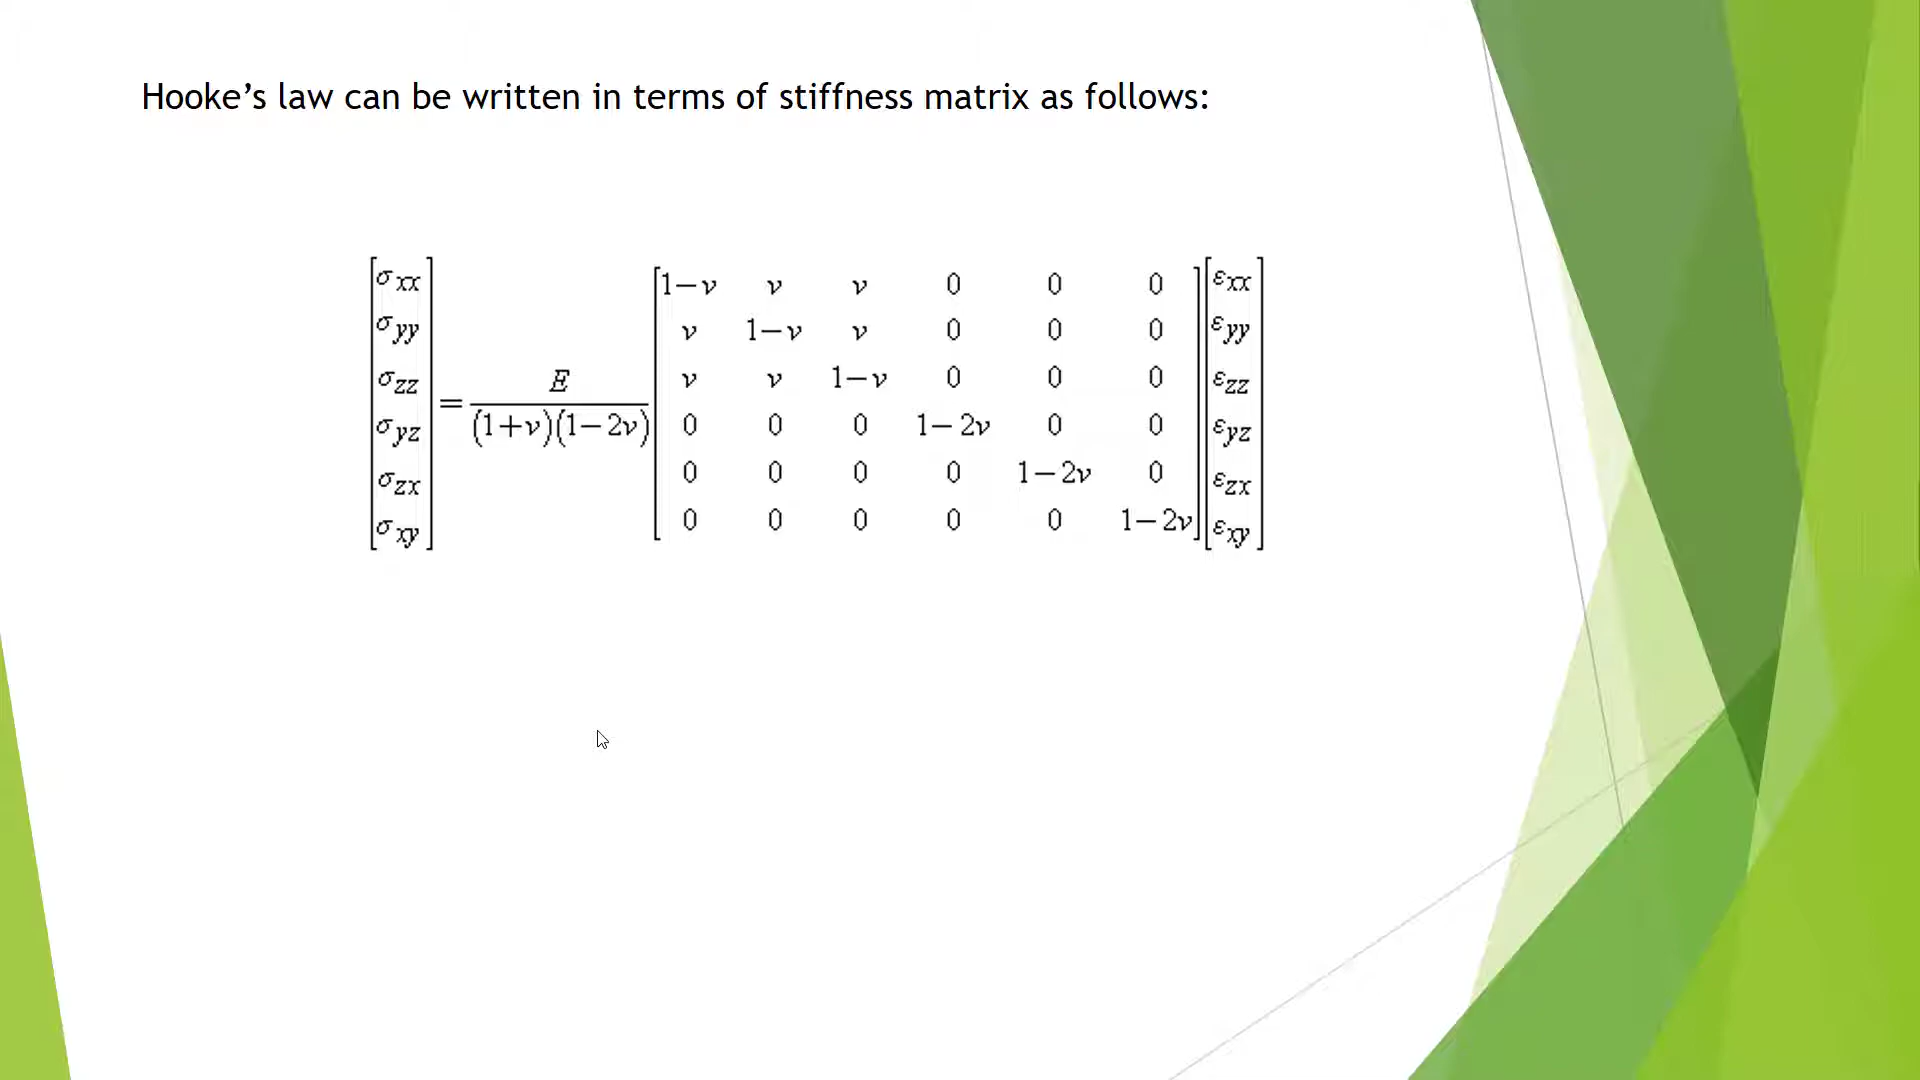 Hooke’s law can be written in terms of stiffness matrix as follows:
[σxx] [1−ν ν ν 0 0 0] [εxx]
[σyy] [ν 1−ν ν 0 0 0] [εyy]
[σzz] = E/((1+ν)(1−2ν)) [ν ν 1−ν 0 0 0] [εzz]
[σyz] [0 0 0 1−2ν 0 0] [εyz]
[σzx] [0 0 0 0 1−2ν 0] [εzx]
[σxy] [0 0 0 0 0 1−2ν] [εxy]